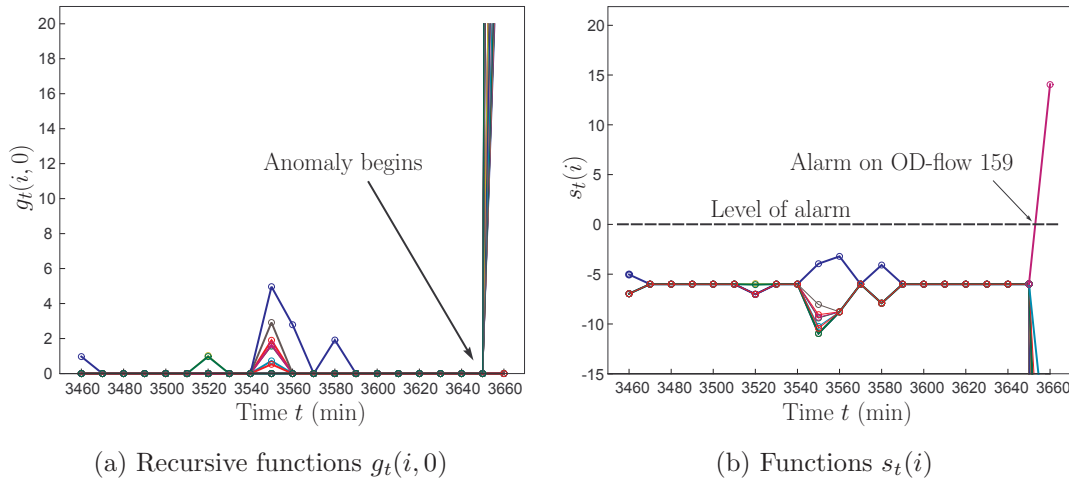 20
18
16
14
12
10
8
6
4
2
0
g_t(i, 0)
Anomaly begins
3460 3480 3500 3520 3540 3560 3580 3600 3620 3640 3660
Time t (min)
(a) Recursive functions g_t(i, 0)
20
15
10
5
0
-5
-10
-15
s_t(i)
Alarm on OD-flow 159
Level of alarm
3460 3480 3500 3520 3540 3560 3580 3600 3620 3640 3660
Time t (min)
(b) Functions s_t(i)